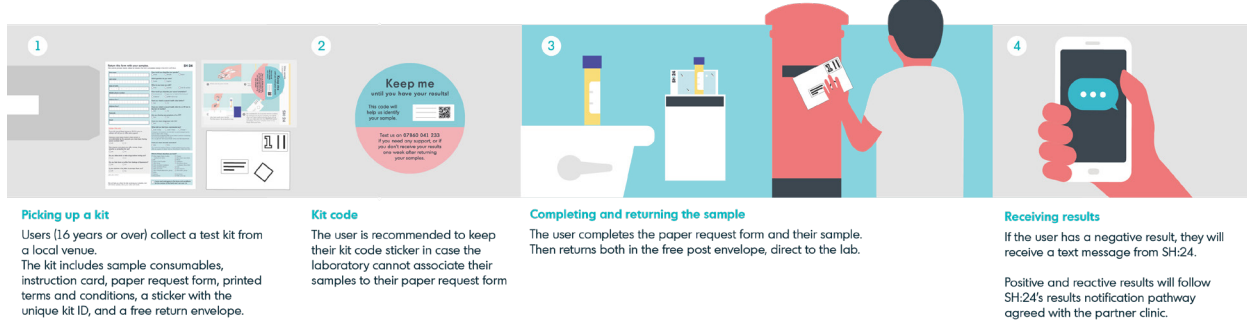 1
SH:24
2
Keep me
until you have your results!
This code will
help us identify
your sample.
Text us on 07860 041 233
if you need any support, or if
you don't receive your results
one week after returning
your samples.
3
4
Picking up a kit
Users (16 years or over) collect a test kit from
a local venue.
The kit includes sample consumables,
instruction card, paper request form, printed
terms and conditions, a sticker with the
unique kit ID, and a free return envelope.
Kit code
The user is recommended to keep
their kit code sticker in case the
laboratory cannot associate their
samples to their paper request form
Completing and returning the sample
The user completes the paper request form and their sample.
Then returns both in the free post envelope, direct to the lab.
Receiving results
If the user has a negative result, they will
receive a text message from SH:24.
Positive and reactive results will follow
SH:24's results notification pathway
agreed with the partner clinic.